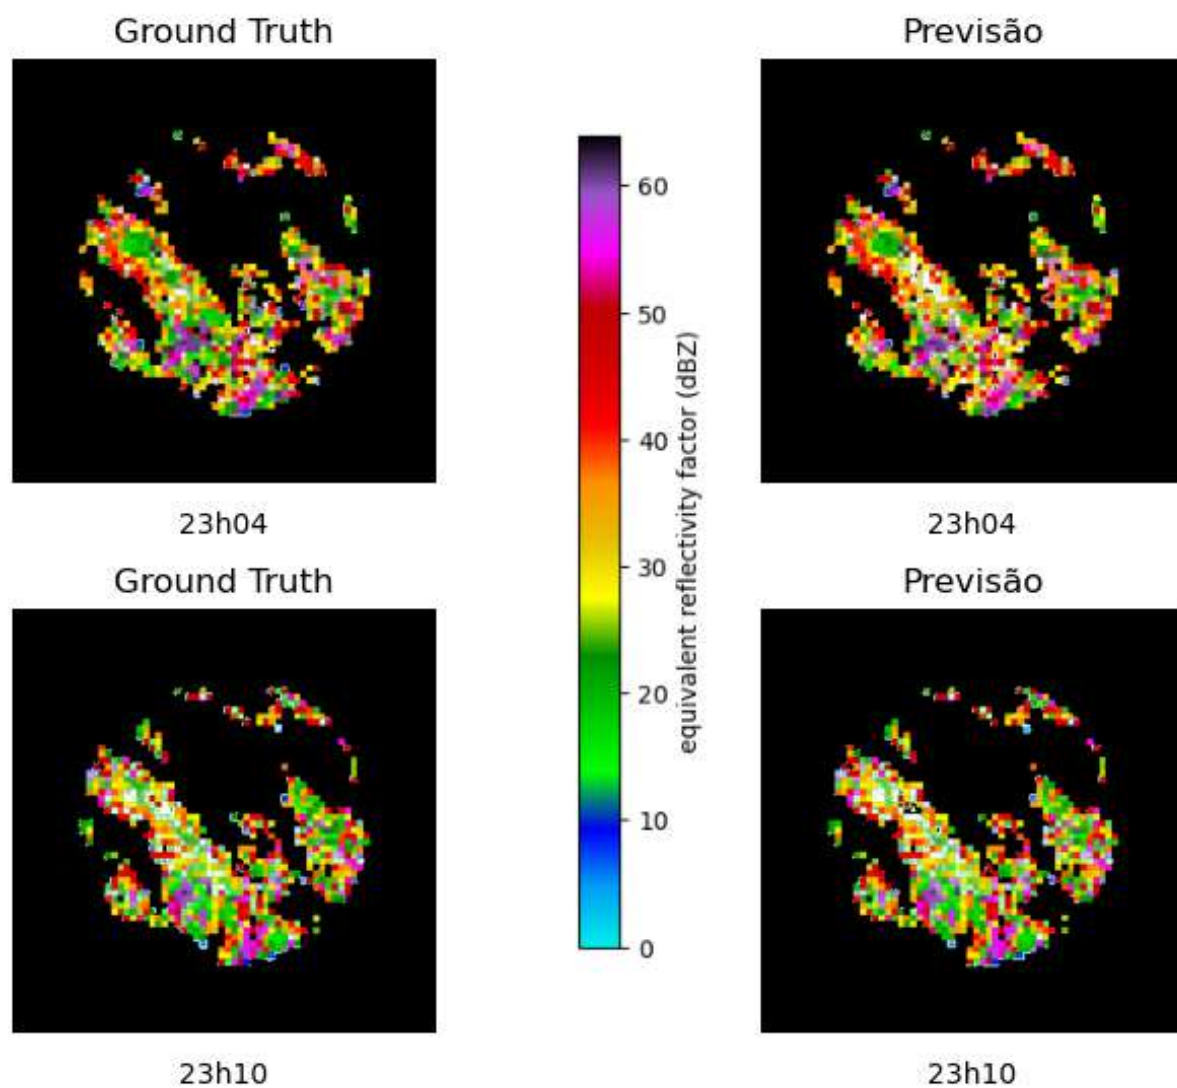 Ground Truth
Previsão
60
50
40
30
20
10
0
equivalent reflectivity factor (dBZ)
23h04
23h04
Ground Truth
Previsão
23h10
23h10